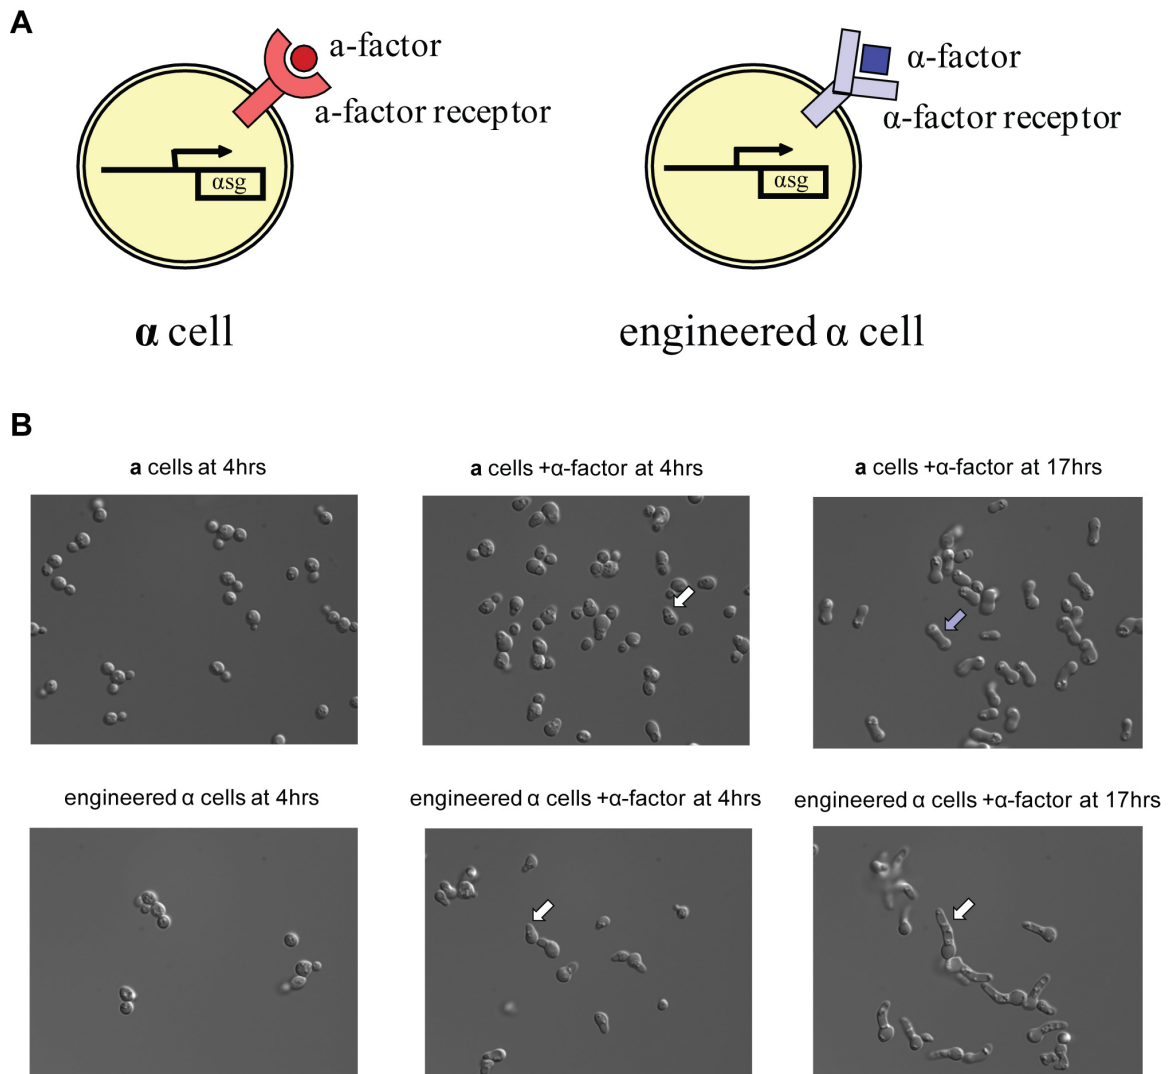 A
a-factor
a-factor receptor
αsg
α cell
α-factor
α-factor receptor
αsg
engineered α cell
B
a cells at 4hrs
a cells +α-factor at 4hrs
a cells +α-factor at 17hrs
engineered α cells at 4hrs
engineered α cells +α-factor at 4hrs
engineered α cells +α-factor at 17hrs